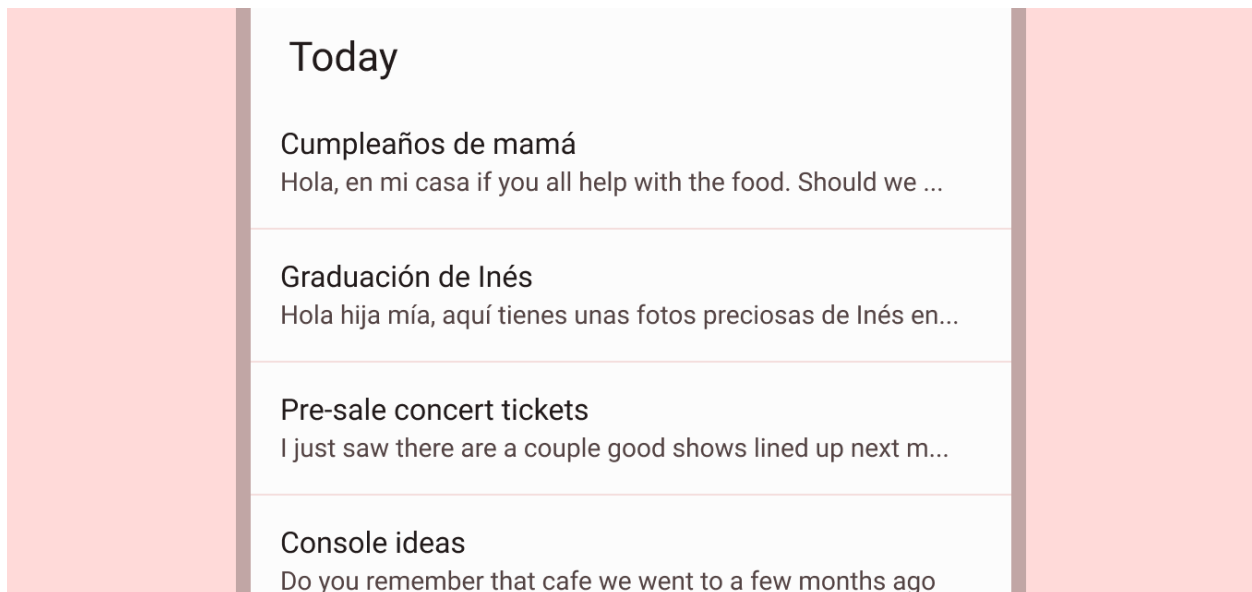 Today
Cumpleaños de mamá
Hola, en mi casa if you all help with the food. Should we ...
Graduación de Inés
Hola hija mía, aquí tienes unas fotos preciosas de Inés en...
Pre-sale concert tickets
I just saw there are a couple good shows lined up next m...
Console ideas
Do you remember that cafe we went to a few months ago